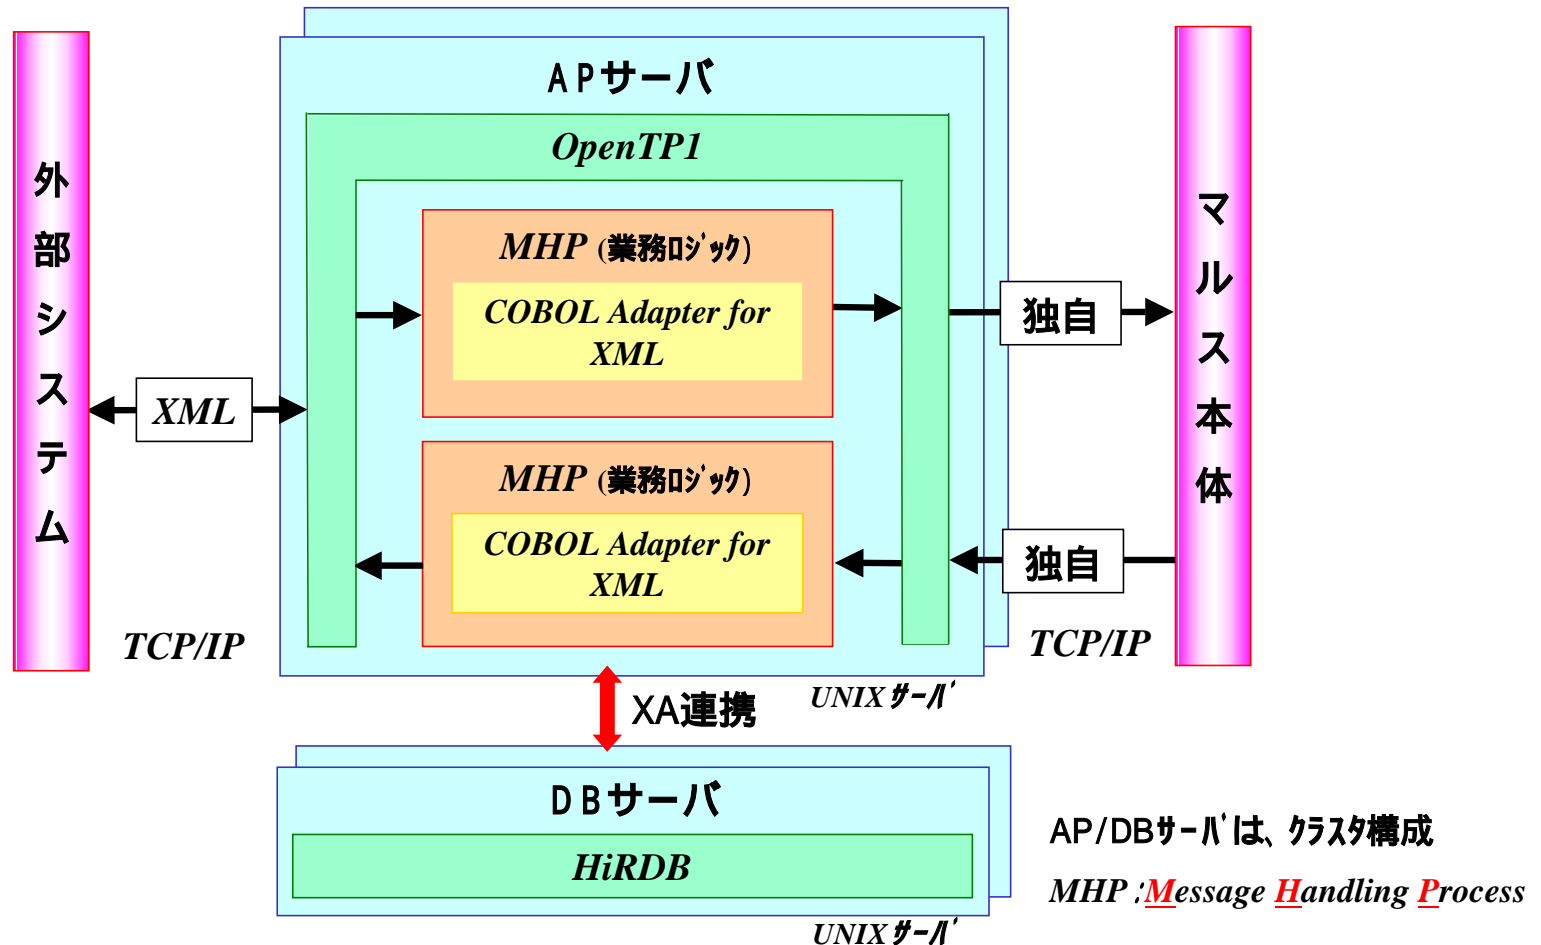 APサーバ
OpenTP1
外部システム
MHP (業務ﾛｼﾞｯｸ)
COBOL Adapter for
XML
独自
マルス本体
XML
MHP (業務ﾛｼﾞｯｸ)
COBOL Adapter for
XML
独自
TCP/IP
TCP/IP
XA連携
UNIXｻｰﾊﾞ
DBサーバ
HiRDB
AP/DBｻｰﾊﾞは、ｸﾗｽﾀ構成
MHP:Message Handling Process
UNIXｻｰﾊﾞ